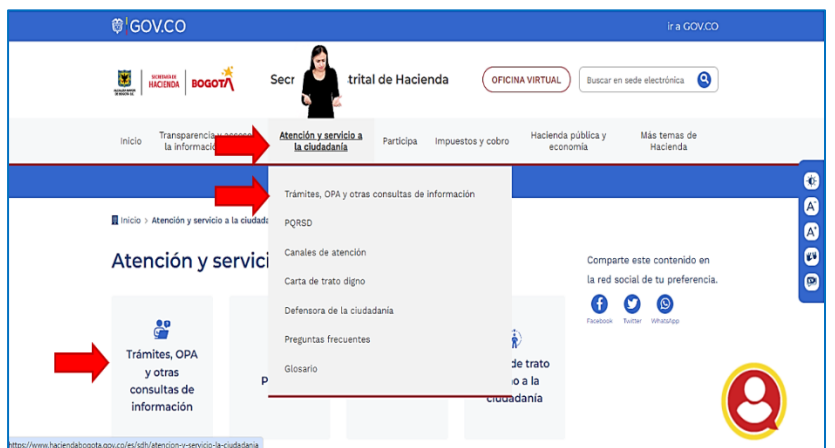 GOV.CO
ir a GOV.CO
SECRETARÍA DE
HACIENDA
BOGOTÁ
Secr
trital de Hacienda
OFICINA VIRTUAL
Buscar en sede electrónica
Inicio
Transparencia y acceso
la informac
Atención y servicio a
la ciudadanía
Participa
Impuestos y cobro
Hacienda pública y
economía
Más temas de
Hacienda
Trámites, OPA y otras consultas de información
PQRSD
Canales de atención
Carta de trato digno
Defensora de la ciudadanía
Preguntas frecuentes
Glosario
Inicio > Atención y servicio a la ciudada
Atención y servici
Comparte este contenido en
la red social de tu preferencia.
Facebook
Twitter
WhatsApp
A-
A+
Trámites, OPA
y otras
consultas de
información
P
de trato
o a la
ciudadanía
https://www.haciendabogota.gov.co/es/sdh/atencion-y-servicio-la-ciudadania